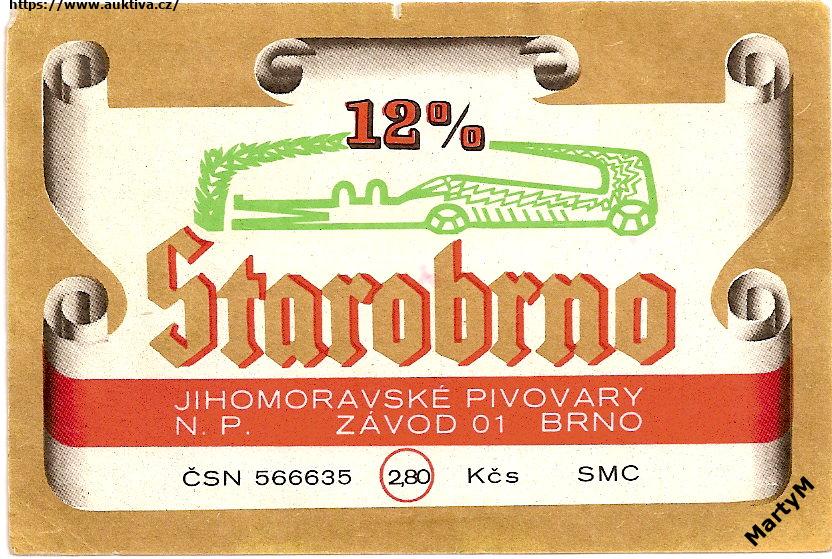 https://www.auktiva.cz/
12%
Starobrno
JIHOMORAVSKÉ PIVOVARY
N. P. ZÁVOD 01 BRNO
ČSN 566635 2,80 Kčs SMC
MartyM